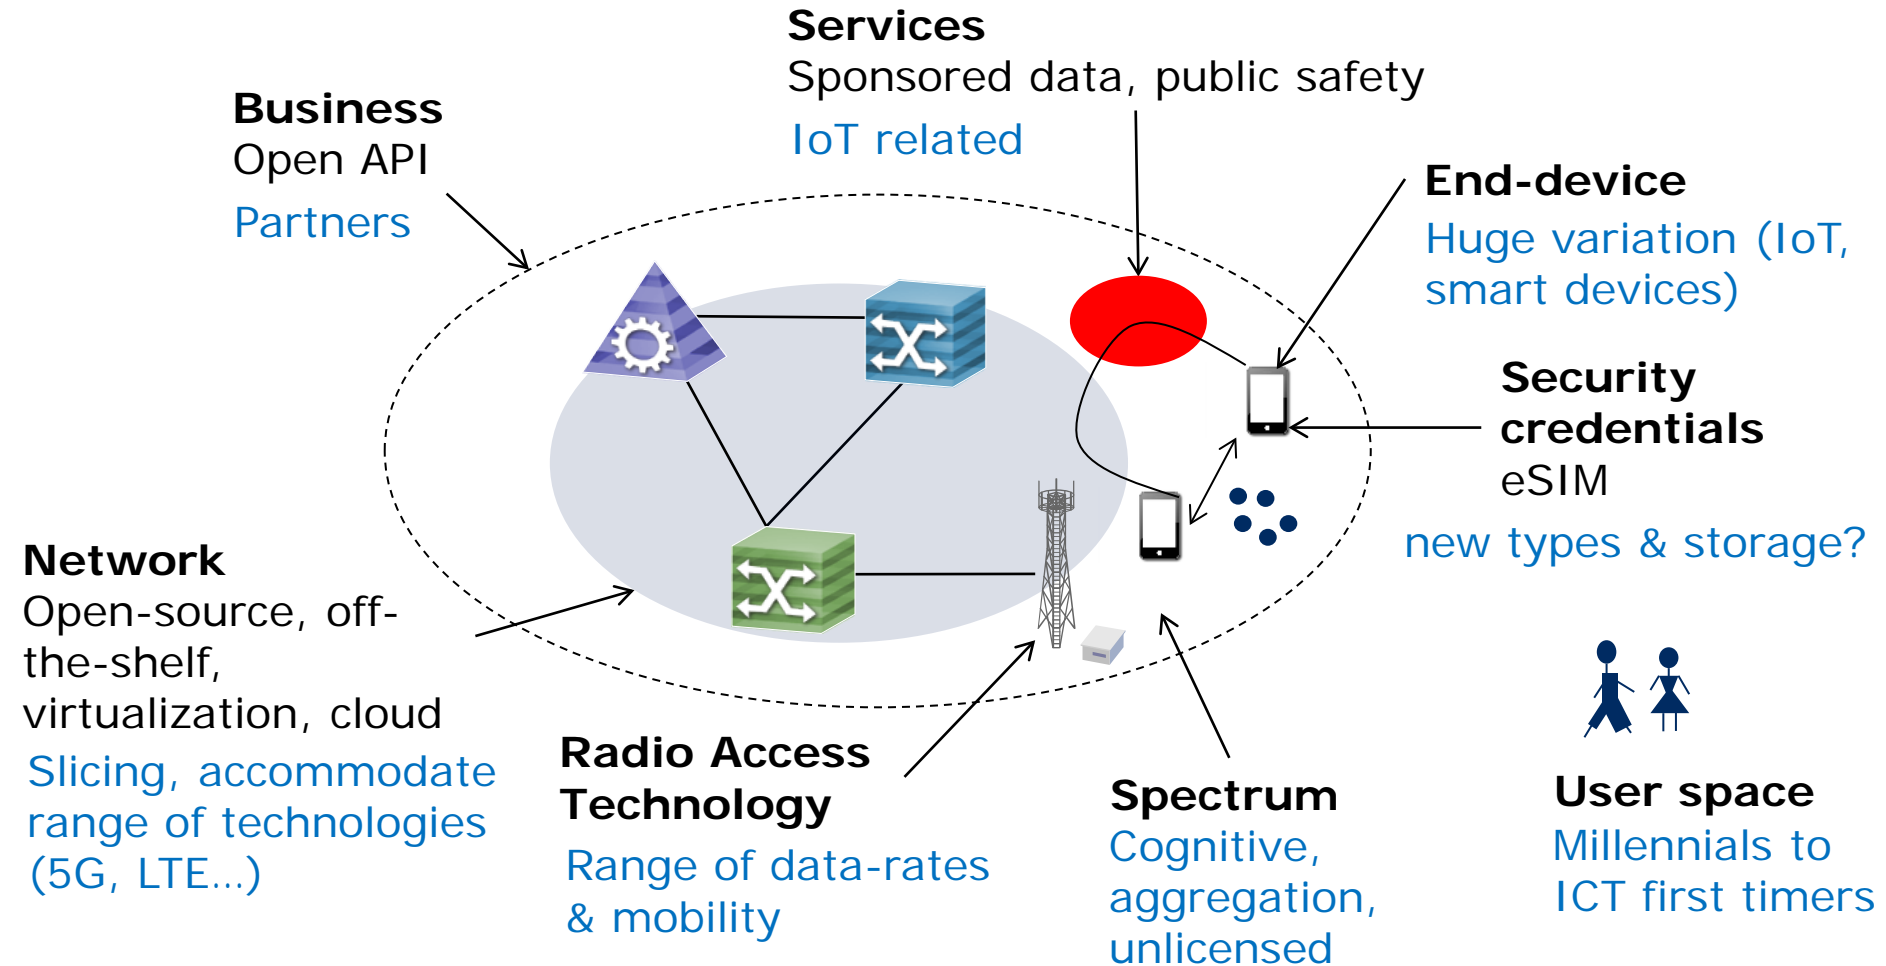 Services
Sponsored data, public safety
IoT related
Business
Open API
Partners
End-device
Huge variation (IoT,
smart devices)
Security
credentials
eSIM
new types & storage?
Network
Open-source, off-
the-shelf,
virtualization, cloud
Slicing, accommodate
range of technologies
(5G, LTE…)
Radio Access
Technology
Range of data-rates
& mobility
Spectrum
Cognitive,
aggregation,
unlicensed
User space
Millennials to
ICT first timers